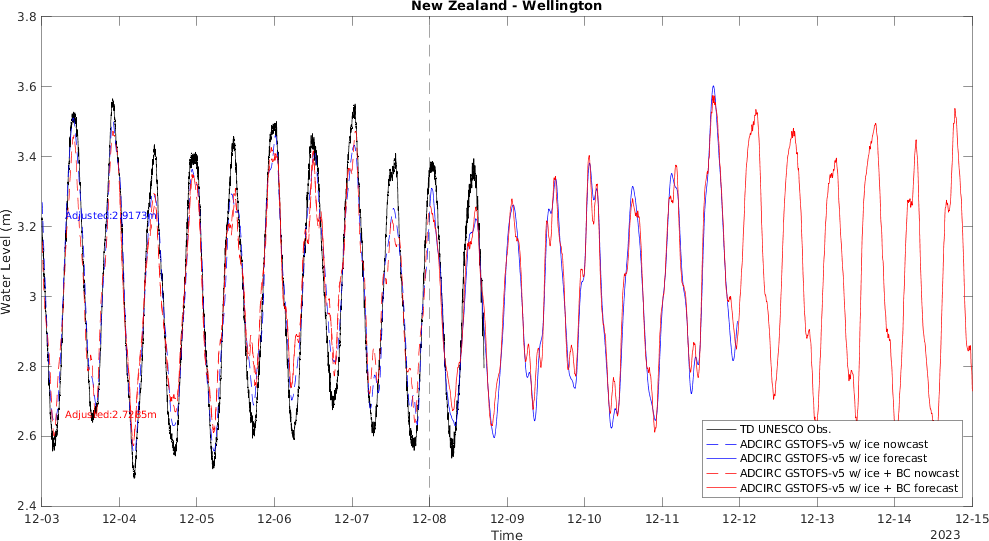 New Zealand - Wellington
3.8
3.6
3.4
3.2
3
2.8
2.6
2.4
Water Level (m)
Adjusted:2.9173m
Adjusted:2.7285m
TD UNESCO Obs.
ADCIRC GSTOFS-v5 w/ ice nowcast
ADCIRC GSTOFS-v5 w/ ice forecast
ADCIRC GSTOFS-v5 w/ ice + BC nowcast
ADCIRC GSTOFS-v5 w/ ice + BC forecast
12-03 12-04 12-05 12-06 12-07 12-08 12-09 12-10 12-11 12-12 12-13 12-14 12-15
Time
2023